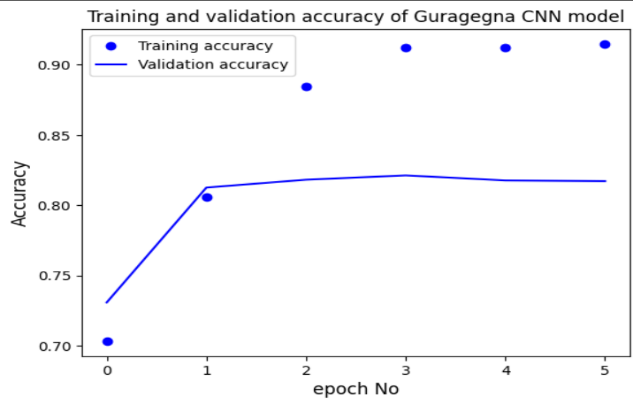 Training and validation accuracy of Guragegna CNN model
Training accuracy
Validation accuracy
0.90
0.85
0.80
0.75
0.70
Accuracy
0 1 2 3 4 5
epoch No